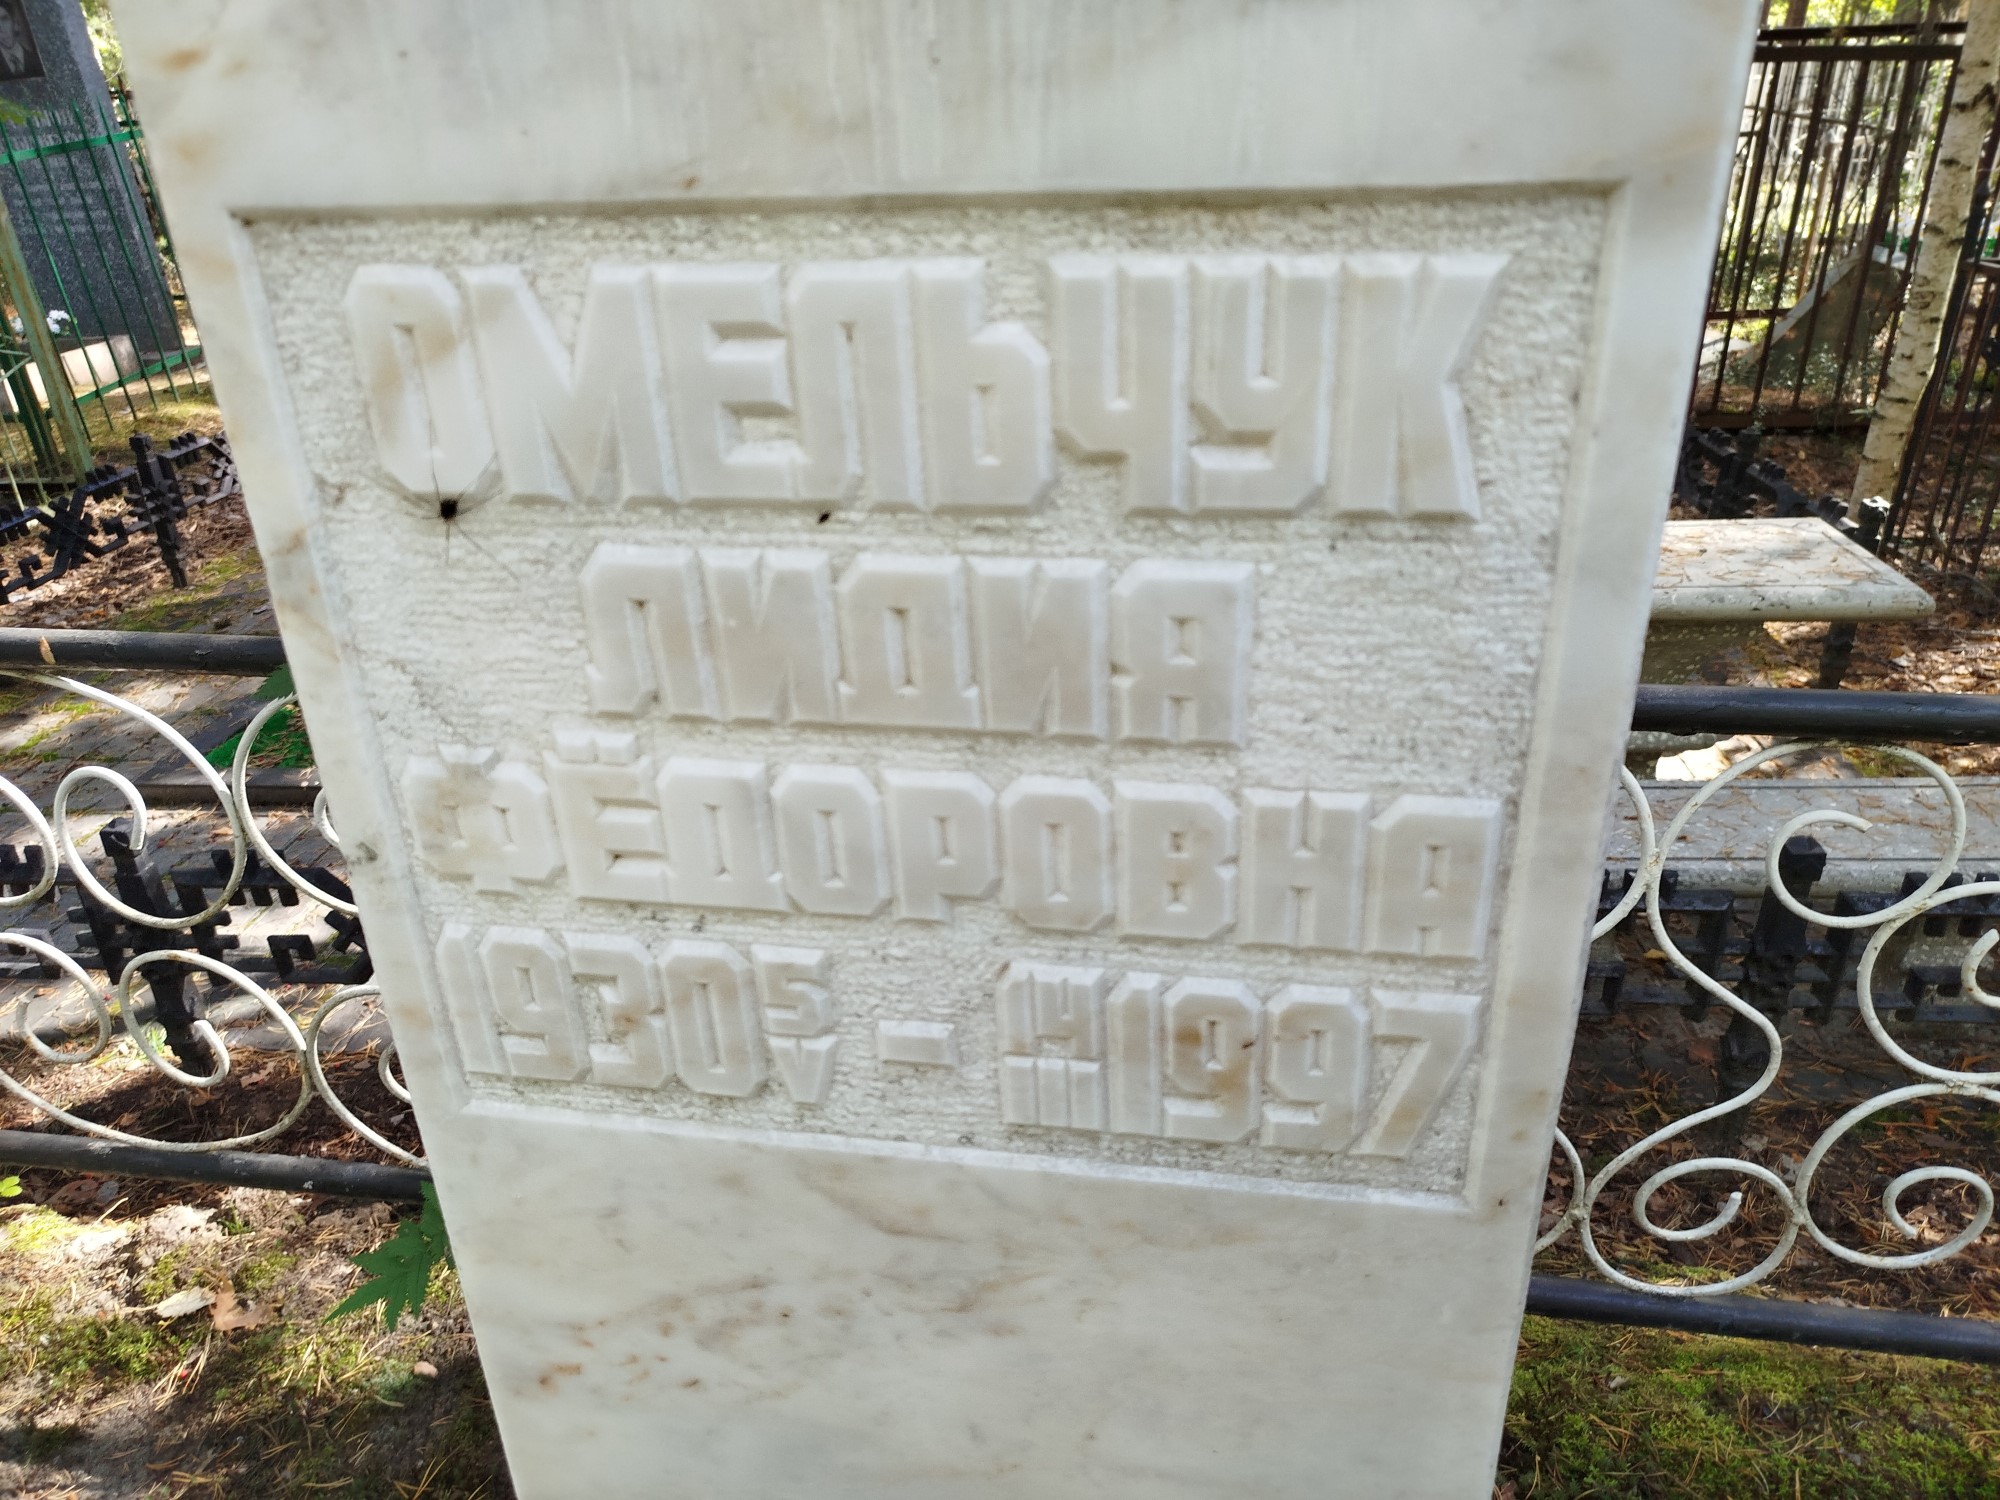 ОМЕЛЬЧУК
ЛИДИЯ
ФЁДОРОВНА
1930 5/V – 14/III 1997